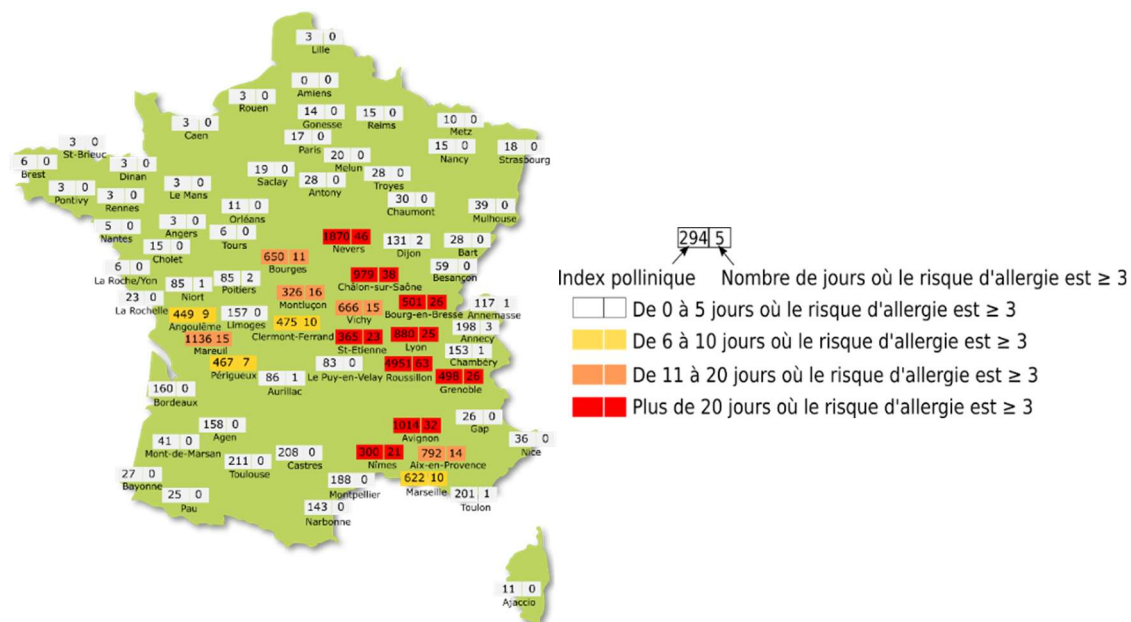 3 0
Lille
0 0
Amiens
3 0
Rouen
14 0
Gonesse
15 0
Reims
10 0
Metz
3 0
Caen
17 0
Paris
15 0
Nancy
18 0
Strasbourg
3 0
St-Brieuc
20 0
Melun
6 0
Brest
3 0
Dinan
19 0
Saclay
28 0
Antony
28 0
Troyes
3 0
Pontivy
3 0
Rennes
3 0
Le Mans
30 0
Chaumont
39 0
Mulhouse
11 0
Orléans
5 0
Nantes
3 0
Angers
6 0
Tours
1870 46
Nevers
131 2
Dijon
28 0
Bart
15 0
Cholet
650 11
Bourges
59 0
Besançon
6 0
La Roche/Yon
85 1
Niort
85 2
Poitiers
979 38
Châlon-sur-Saône
23 0
La Rochelle
326 16
Montluçon
666 15
Vichy
501 26
Bourg-en-Bresse
117 1
Annemasse
449 9
Angoulême
157 0
Limoges
475 10
Clermont-Ferrand
198 3
Annecy
1136 15
Mareuil
365 23
St-Etienne
880 25
Lyon
153 1
Chambéry
467 7
Périgueux
86 1
Aurillac
83 0
Le Puy-en-Velay
4951 63
Roussillon
498 26
Grenoble
160 0
Bordeaux
26 0
Gap
158 0
Agen
1014 32
Avignon
36 0
Nice
41 0
Mont-de-Marsan
211 0
Toulouse
208 0
Castres
300 21
Nîmes
792 14
Aix-en-Provence
27 0
Bayonne
25 0
Pau
188 0
Montpellier
622 10
Marseille
143 0
Narbonne
201 1
Toulon
11 0
Ajaccio
294 5
Index pollinique
Nombre de jours où le risque d'allergie est ≥ 3
De 0 à 5 jours où le risque d'allergie est ≥ 3
De 6 à 10 jours où le risque d'allergie est ≥ 3
De 11 à 20 jours où le risque d'allergie est ≥ 3
Plus de 20 jours où le risque d'allergie est ≥ 3